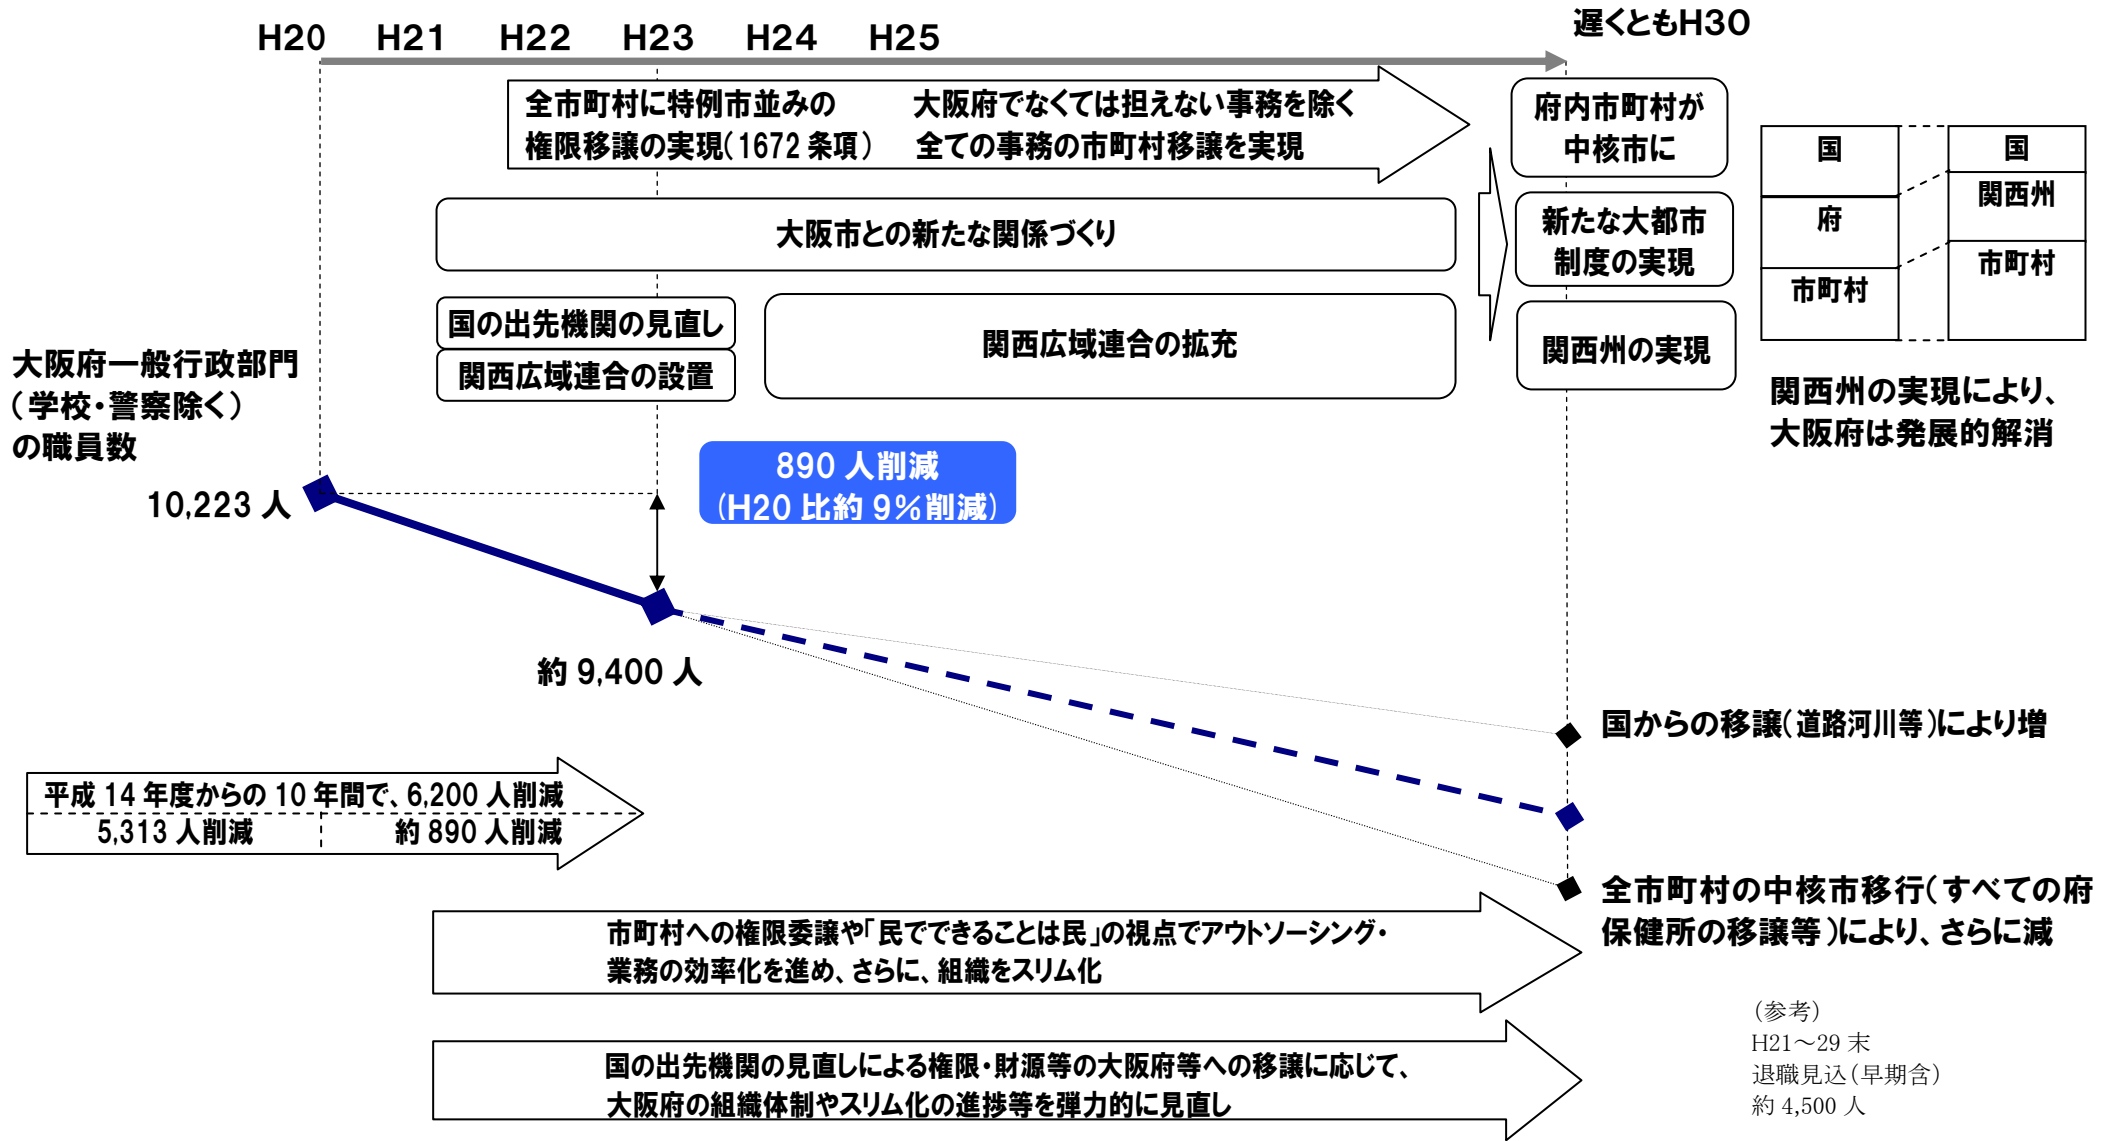 H20 H21 H22 H23 H24 H25
遅くともH30
全市町村に特例市並みの
権限移譲の実現(1672条項)
大阪府でなくては担えない事務を除く
全ての事務の市町村移譲を実現
府内市町村が
中核市に
大阪市との新たな関係づくり
新たな大都市
制度の実現
国の出先機関の見直し
関西広域連合の設置
関西広域連合の拡充
関西州の実現
国
府
市町村
国
関西州
市町村
関西州の実現により、
大阪府は発展的解消
大阪府一般行政部門
(学校・警察除く)
の職員数
10,223人
890人削減
(H20比約9%削減)
約9,400人
国からの移譲(道路河川等)により増
平成14年度からの10年間で、6,200人削減
5,313人削減
約890人削減
全市町村の中核市移行(すべての府
保健所の移譲等)により、さらに減
市町村への権限委譲や「民でできることは民」の視点でアウトソーシング・
業務の効率化を進め、さらに、組織をスリム化
国の出先機関の見直しによる権限・財源等の大阪府等への移譲に応じて、
大阪府の組織体制やスリム化の進捗等を弾力的に見直し
(参考)
H21～29末
退職見込(早期含)
約4,500人